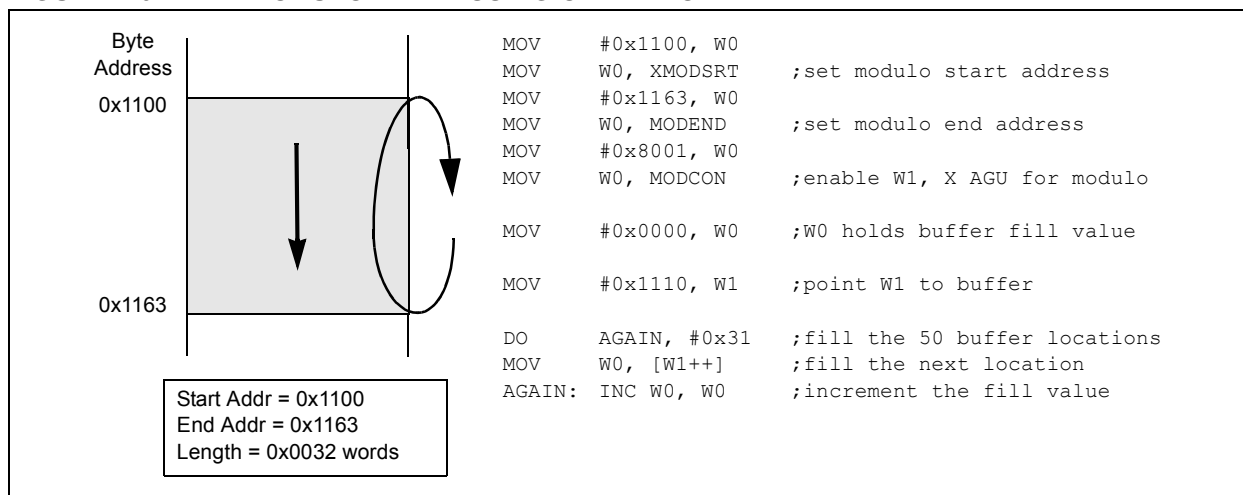 Byte
Address
0x1100
0x1163
Start Addr = 0x1100
End Addr = 0x1163
Length = 0x0032 words
MOV #0x1100, W0
MOV W0, XMODSRT ;set modulo start address
MOV #0x1163, W0
MOV W0, MODEND ;set modulo end address
MOV #0x8001, W0
MOV W0, MODCON ;enable W1, X AGU for modulo
MOV #0x0000, W0 ;W0 holds buffer fill value
MOV #0x1110, W1 ;point W1 to buffer
DO AGAIN, #0x31 ;fill the 50 buffer locations
MOV W0, [W1++] ;fill the next location
AGAIN: INC W0, W0 ;increment the fill value